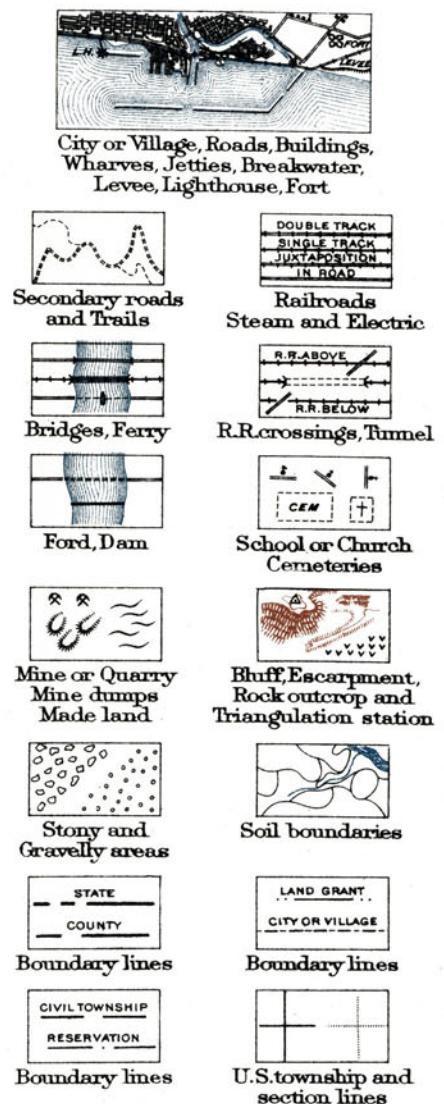 L.H.
FORT
LEVEE
City or Village, Roads, Buildings,
Wharves, Jetties, Breakwater,
Levee, Lighthouse, Fort
Secondary roads
and Trails
DOUBLE TRACK
SINGLE TRACK
JUXTAPOSITION
IN ROAD
Railroads
Steam and Electric
Bridges, Ferry
R.R. ABOVE
R.R. BELOW
R.R. crossings, Tunnel
Ford, Dam
CEM
School or Church
Cemeteries
Mine or Quarry
Mine dumps
Made land
Bluff, Escarpment,
Rock outcrop and
Triangulation station
Stony and
Gravelly areas
Soil boundaries
STATE
COUNTY
Boundary lines
LAND GRANT
CITY OR VILLAGE
Boundary lines
CIVIL TOWNSHIP
RESERVATION
Boundary lines
U.S. township and
section lines